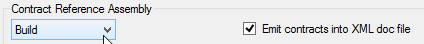 Contract Reference Assembly
Build
Emit contracts into XML doc file